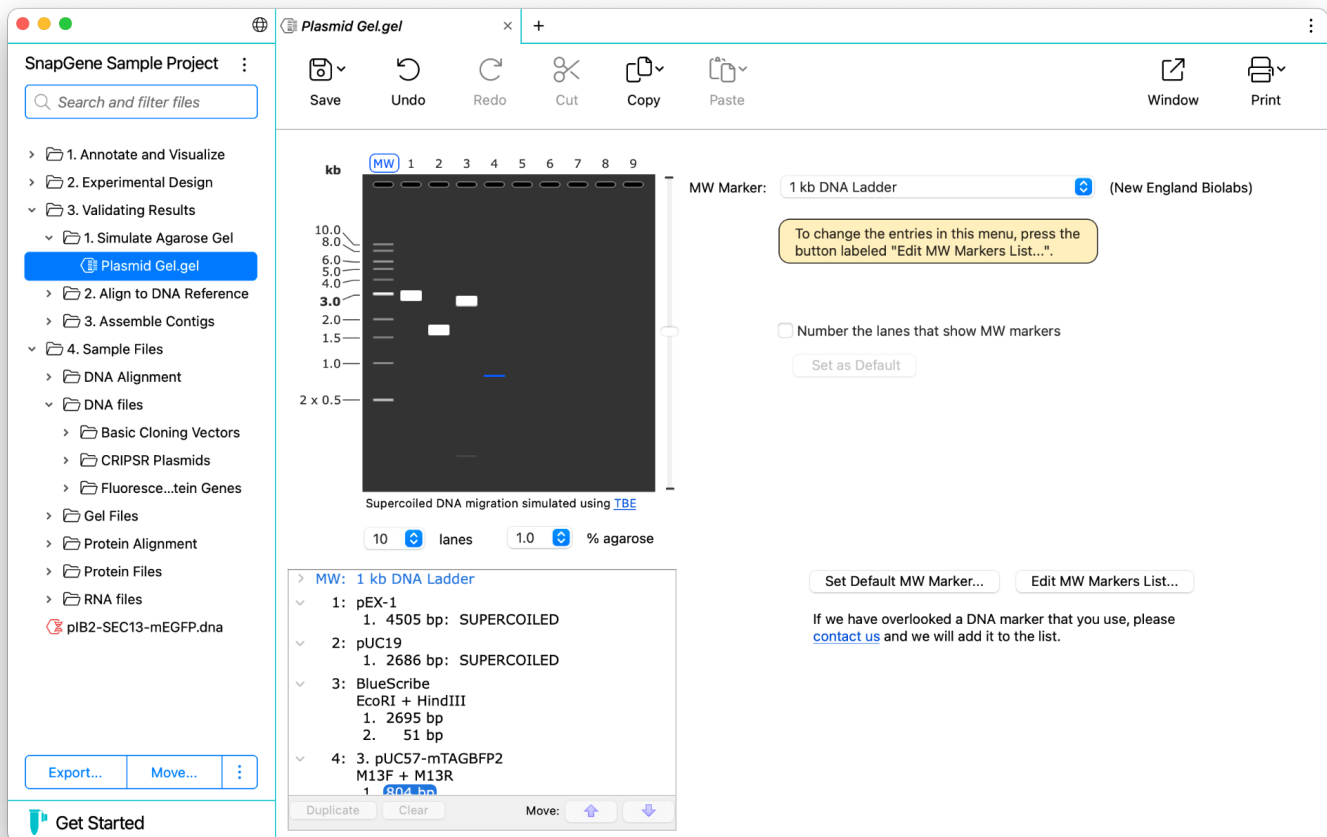 Plasmid Gel.gel
SnapGene Sample Project
Search and filter files
1. Annotate and Visualize
2. Experimental Design
3. Validating Results
1. Simulate Agarose Gel
Plasmid Gel.gel
2. Align to DNA Reference
3. Assemble Contigs
4. Sample Files
DNA Alignment
DNA files
Basic Cloning Vectors
CRIPSR Plasmids
Fluoresce...tein Genes
Gel Files
Protein Alignment
Protein Files
RNA files
pIB2-SEC13-mEGFP.dna
Export... Move...
Get Started
Save Undo Redo Cut Copy Paste Window Print
kb MW 1 2 3 4 5 6 7 8 9
10.0
8.0
6.0
5.0
4.0
3.0
2.0
1.5
1.0
2 x 0.5
Supercoiled DNA migration simulated using TBE
10 lanes 1.0 % agarose
MW: 1 kb DNA Ladder
1: pEX-1
1. 4505 bp: SUPERCOILED
2: pUC19
1. 2686 bp: SUPERCOILED
3: BlueScribe
EcoRI + HindIII
1. 2695 bp
2. 51 bp
4: 3. pUC57-mTAGBFP2
M13F + M13R
1. 804 bp
Duplicate Clear Move:
MW Marker: 1 kb DNA Ladder (New England Biolabs)
To change the entries in this menu, press the
button labeled "Edit MW Markers List...".
Number the lanes that show MW markers
Set as Default
Set Default MW Marker... Edit MW Markers List...
If we have overlooked a DNA marker that you use, please
contact us and we will add it to the list.